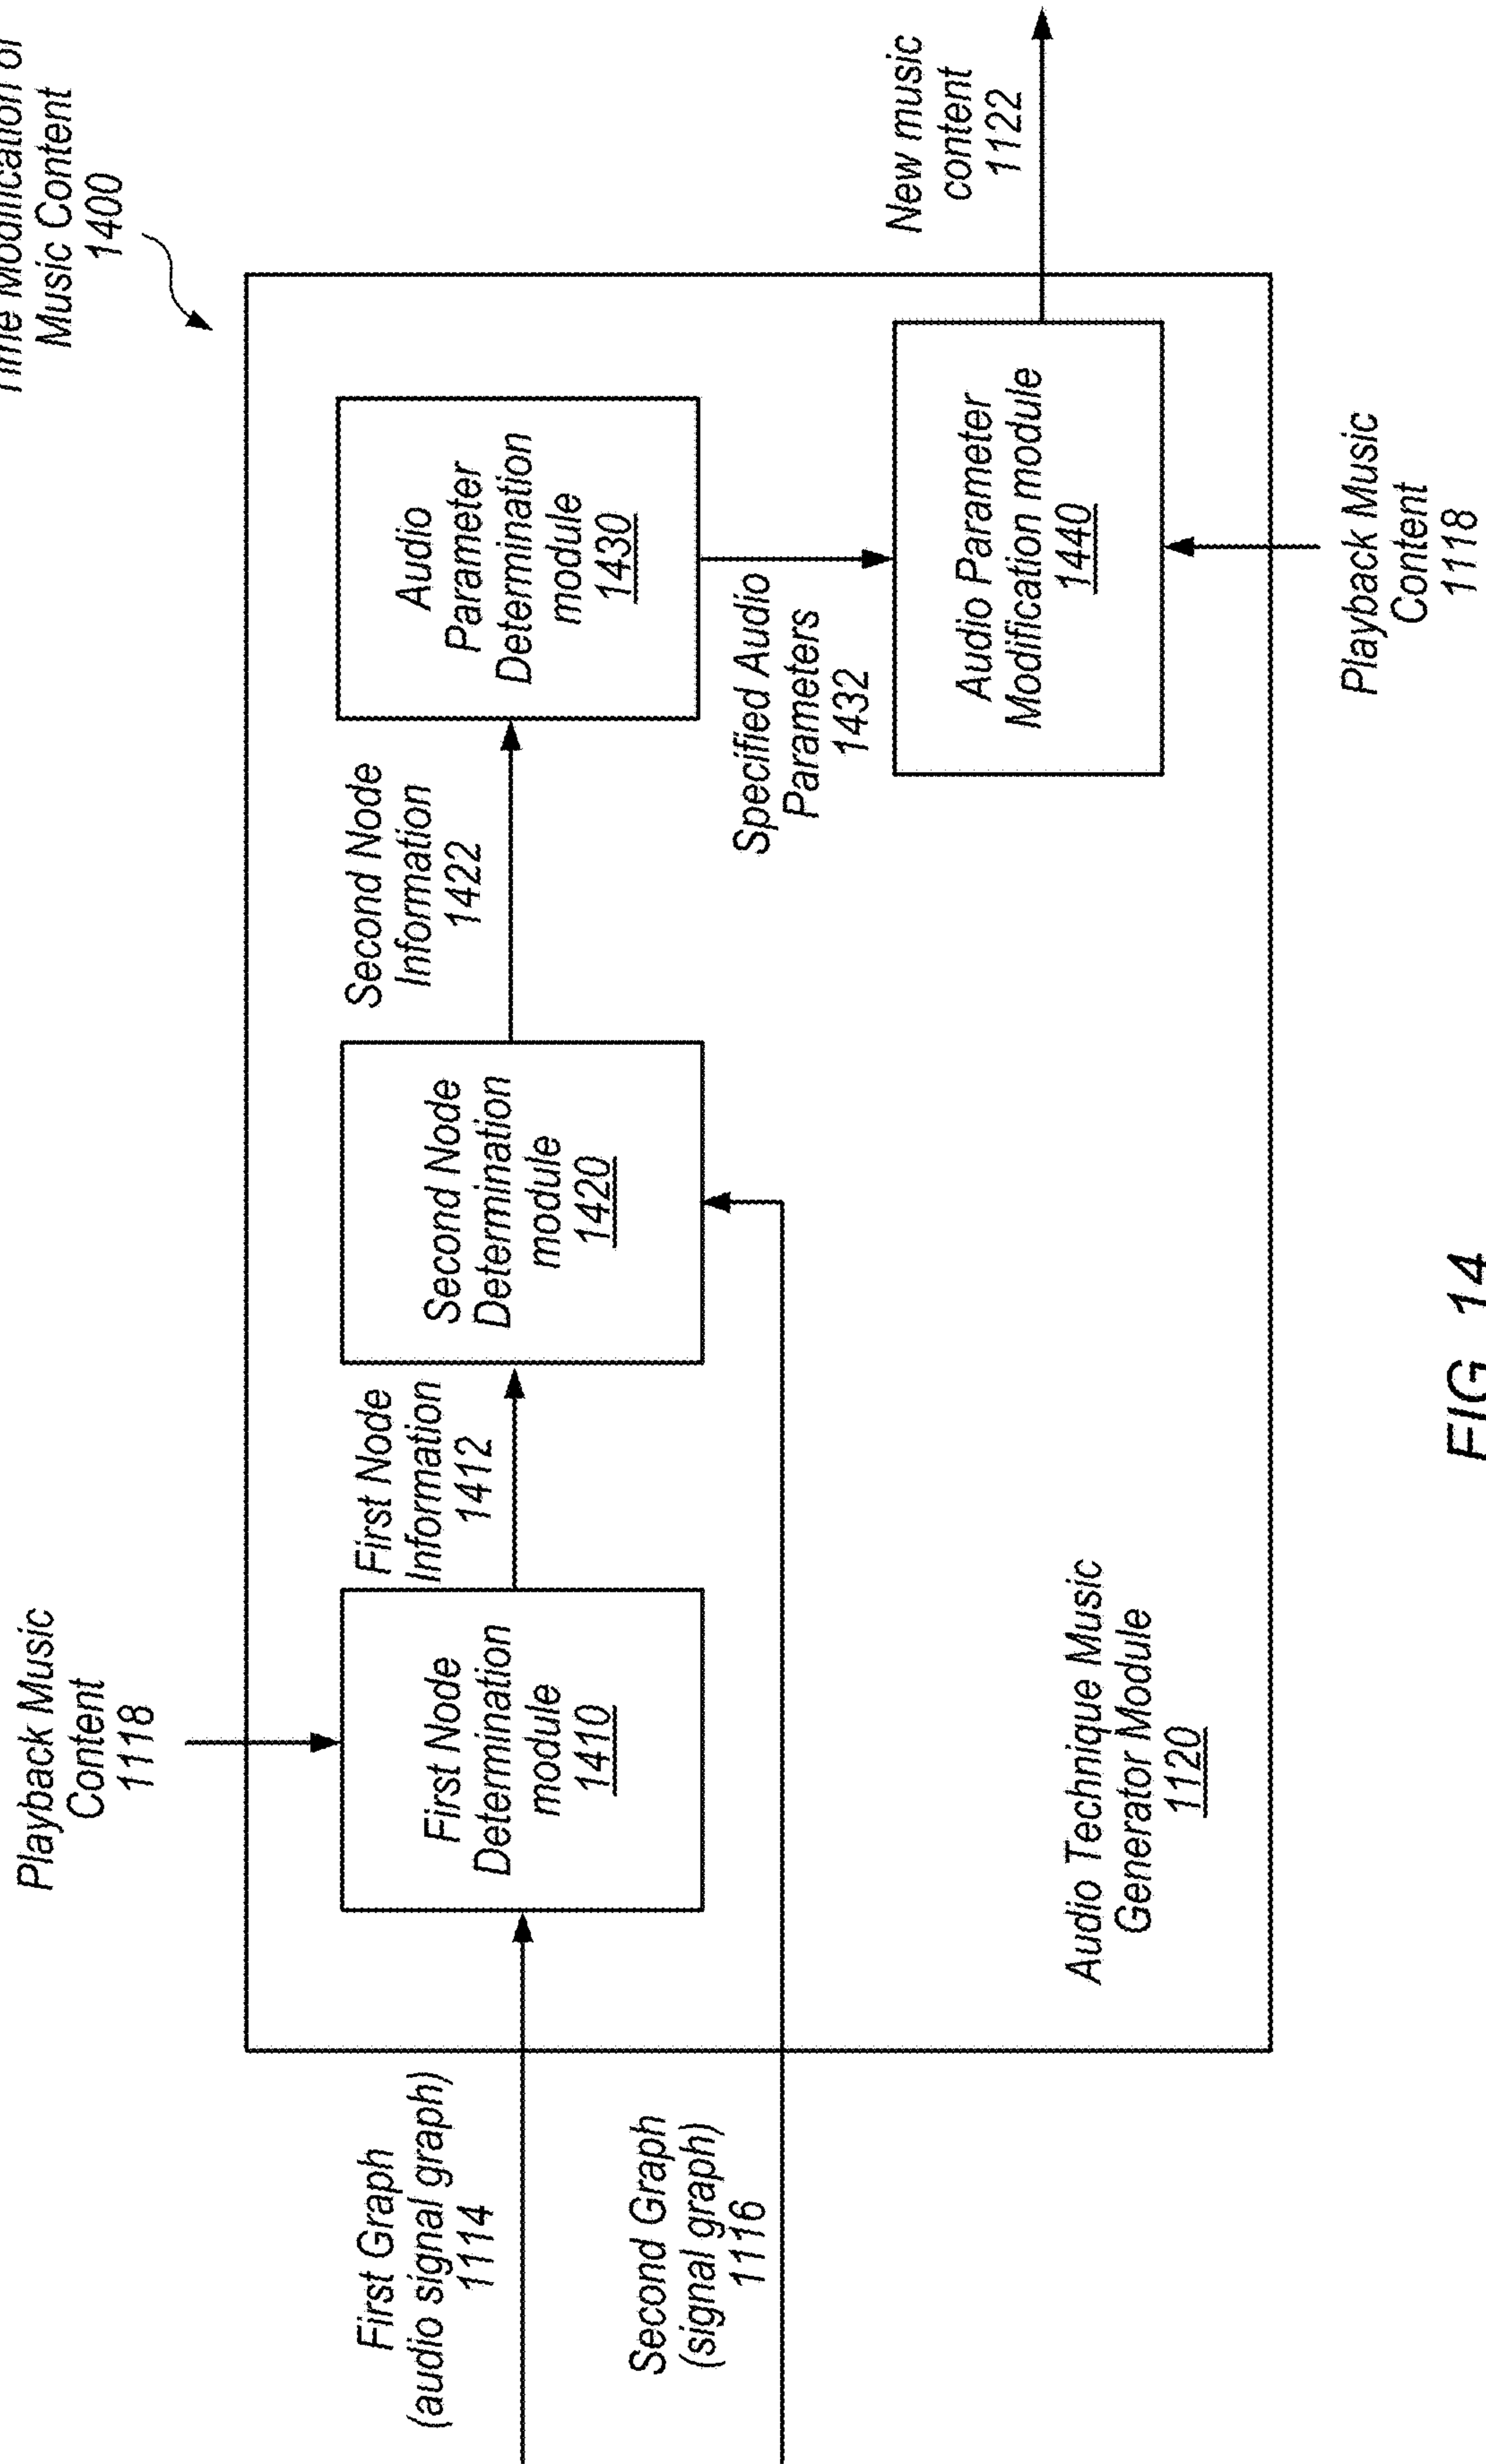 Time Modification of
Music Content
1400
Playback Music
Content
1118
First Graph
(audio signal graph)
1114
First Node
Determination
module
1410
First Node
Information
1412
Second Node
Determination
module
1420
Second Node
Information
1422
Audio
Parameter
Determination
module
1430
Second Graph
(signal graph)
1116
Specified Audio
Parameters
1432
Audio Parameter
Modification module
1440
New music
content
1122
Audio Technique Music
Generator Module
1120
Playback Music
Content
1118
FIG. 14